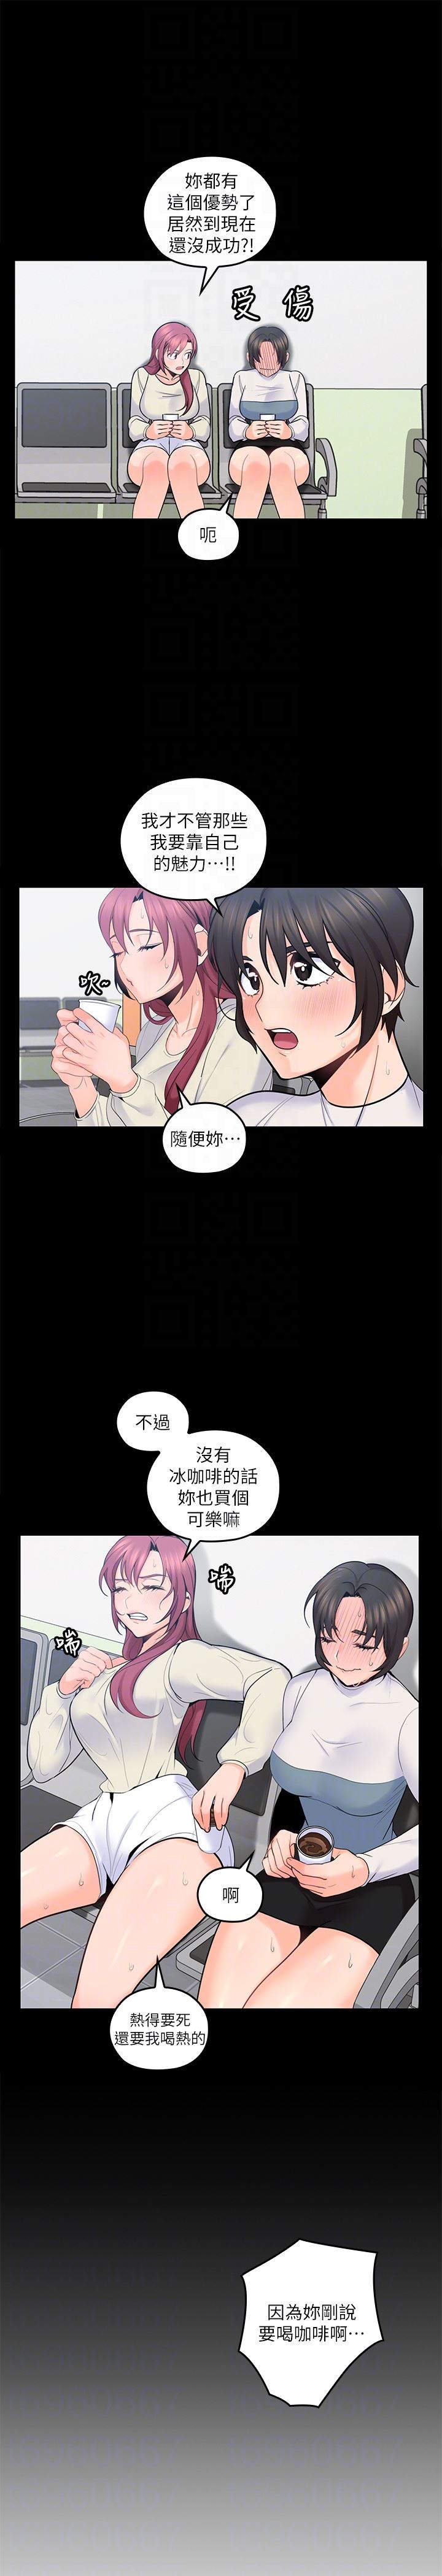 妳都有
這個優勢了
居然到現在
還沒成功?!
受傷
呃
我才不管那些
我要靠自己
的魅力…!!
吹~
隨便妳…
不過
沒有
冰咖啡的話
妳也買個
可樂嘛
喘
喘
啊
熱得要死
還要我喝熱的
因為妳剛說
要喝咖啡啊…